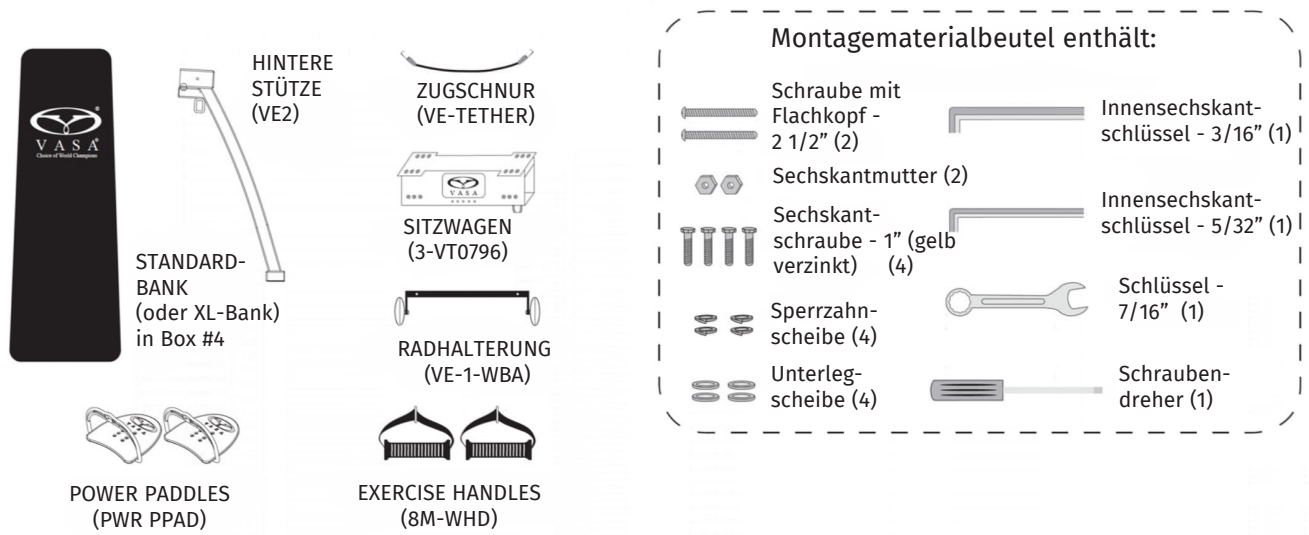 VASA®
Choice of World Champions
HINTERE
STÜTZE
(VE2)
STANDARD-
BANK
(oder XL-Bank)
in Box #4
ZUGSCHNUR
(VE-TETHER)
VASA
SITZWAGEN
(3-VT0796)
RADHALTERUNG
(VE-1-WBA)
POWER PADDLES
(PWR PPAD)
EXERCISE HANDLES
(8M-WHD)
Montagematerialbeutel enthält:
Schraube mit
Flachkopf -
2 1/2” (2)
Sechskantmutter (2)
Sechskant-
schraube - 1” (gelb
verzinkt) (4)
Sperrzahn-
scheibe (4)
Unterleg-
scheibe (4)
Innensechskant-
schlüssel - 3/16” (1)
Innensechskant-
schlüssel - 5/32” (1)
Schlüssel -
7/16” (1)
Schrauben-
dreher (1)